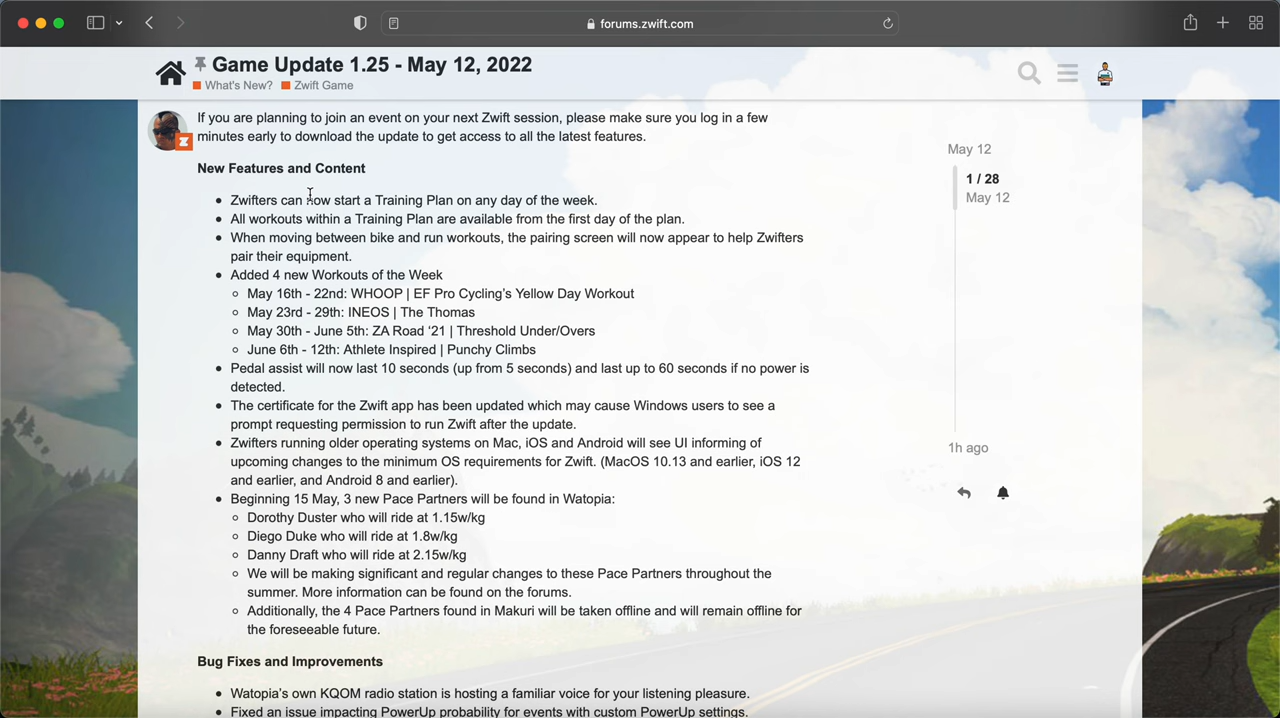 forums.zwift.com
Game Update 1.25 - May 12, 2022
What's New? Zwift Game
If you are planning to join an event on your next Zwift session, please make sure you log in a few
minutes early to download the update to get access to all the latest features.
New Features and Content
Zwifters can now start a Training Plan on any day of the week.
All workouts within a Training Plan are available from the first day of the plan.
When moving between bike and run workouts, the pairing screen will now appear to help Zwifters
pair their equipment.
Added 4 new Workouts of the Week
May 16th - 22nd: WHOOP | EF Pro Cycling’s Yellow Day Workout
May 23rd - 29th: INEOS | The Thomas
May 30th - June 5th: ZA Road ‘21 | Threshold Under/Overs
June 6th - 12th: Athlete Inspired | Punchy Climbs
Pedal assist will now last 10 seconds (up from 5 seconds) and last up to 60 seconds if no power is
detected.
The certificate for the Zwift app has been updated which may cause Windows users to see a
prompt requesting permission to run Zwift after the update.
Zwifters running older operating systems on Mac, iOS and Android will see UI informing of
upcoming changes to the minimum OS requirements for Zwift. (MacOS 10.13 and earlier, iOS 12
and earlier, and Android 8 and earlier).
Beginning 15 May, 3 new Pace Partners will be found in Watopia:
Dorothy Duster who will ride at 1.15w/kg
Diego Duke who will ride at 1.8w/kg
Danny Draft who will ride at 2.15w/kg
We will be making significant and regular changes to these Pace Partners throughout the
summer. More information can be found on the forums.
Additionally, the 4 Pace Partners found in Makuri will be taken offline and will remain offline for
the foreseeable future.
Bug Fixes and Improvements
Watopia’s own KQOM radio station is hosting a familiar voice for your listening pleasure.
Fixed an issue impacting PowerUp probability for events with custom PowerUp settings.
May 12
1 / 28
May 12
1h ago